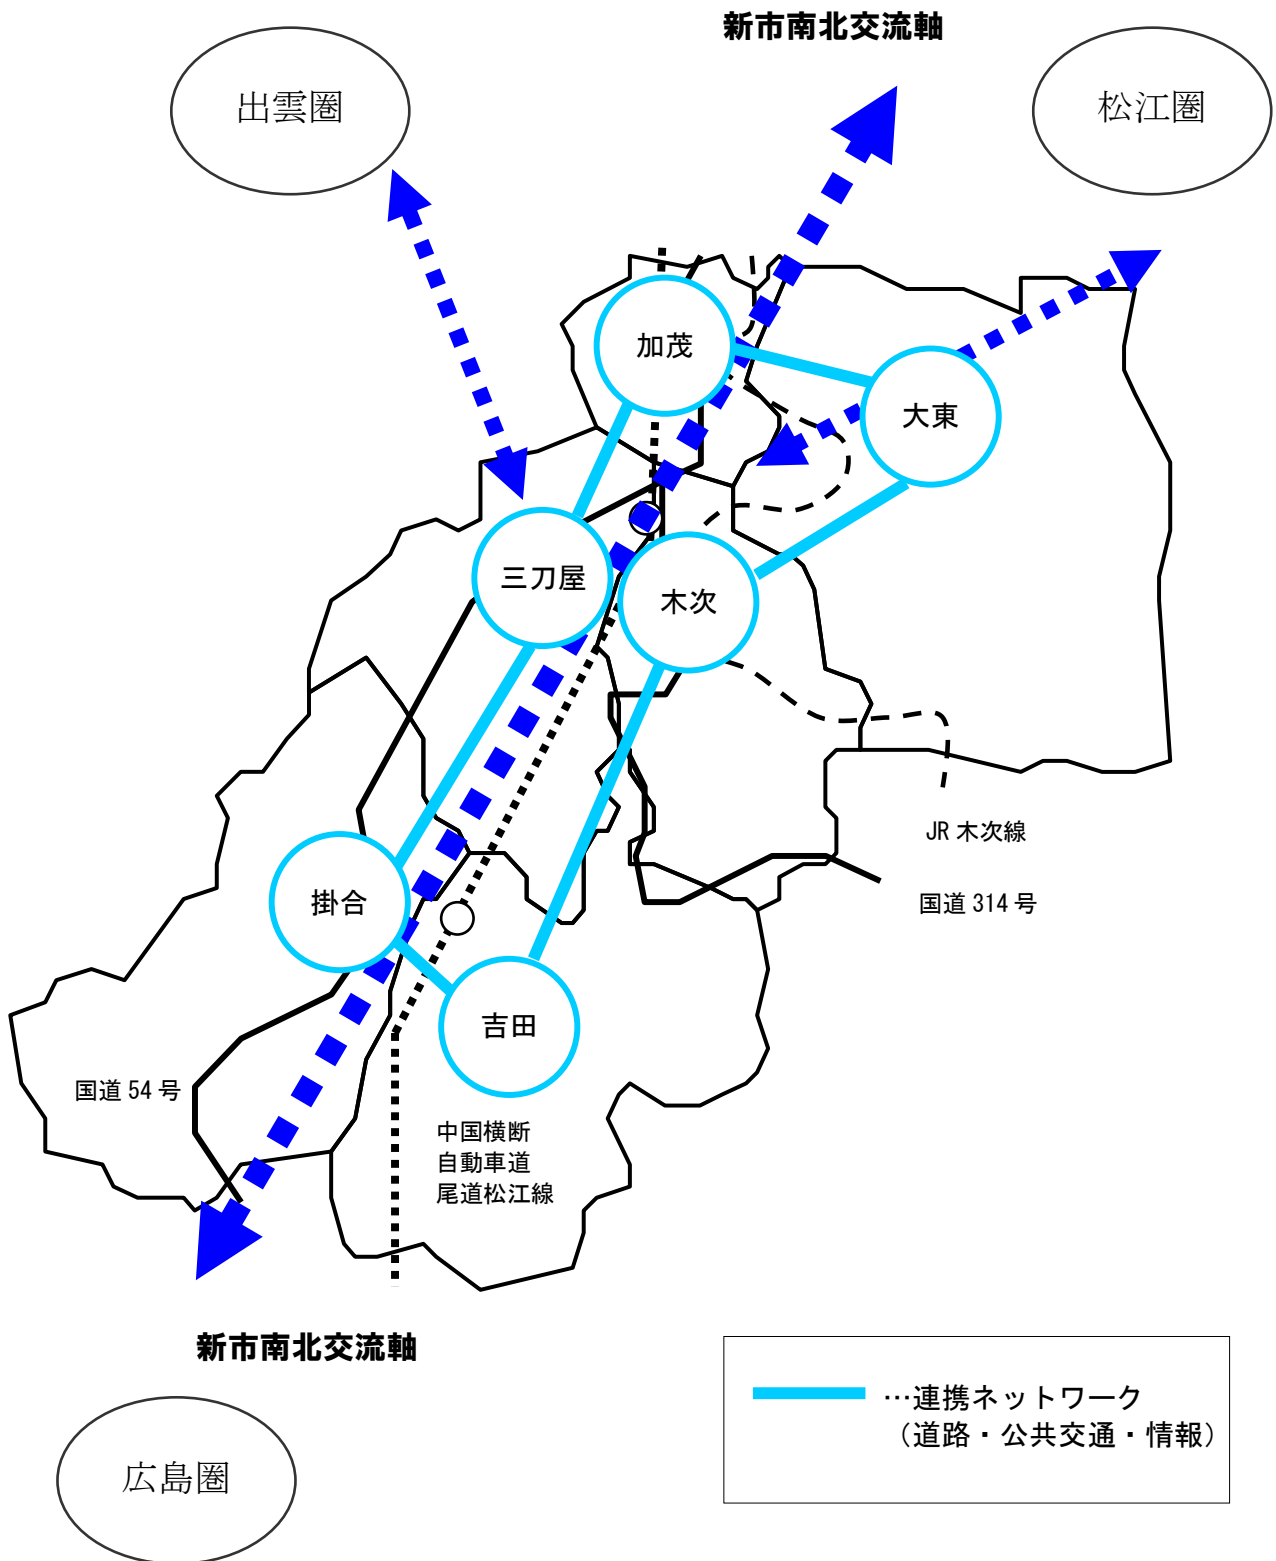 新市南北交流軸
出雲圏
松江圏
加茂
大東
三刀屋
木次
JR 木次線
国道 314 号
掛合
吉田
国道 54 号
中国横断
自動車道
尾道松江線
新市南北交流軸
…連携ネットワーク
（道路・公共交通・情報）
広島圏